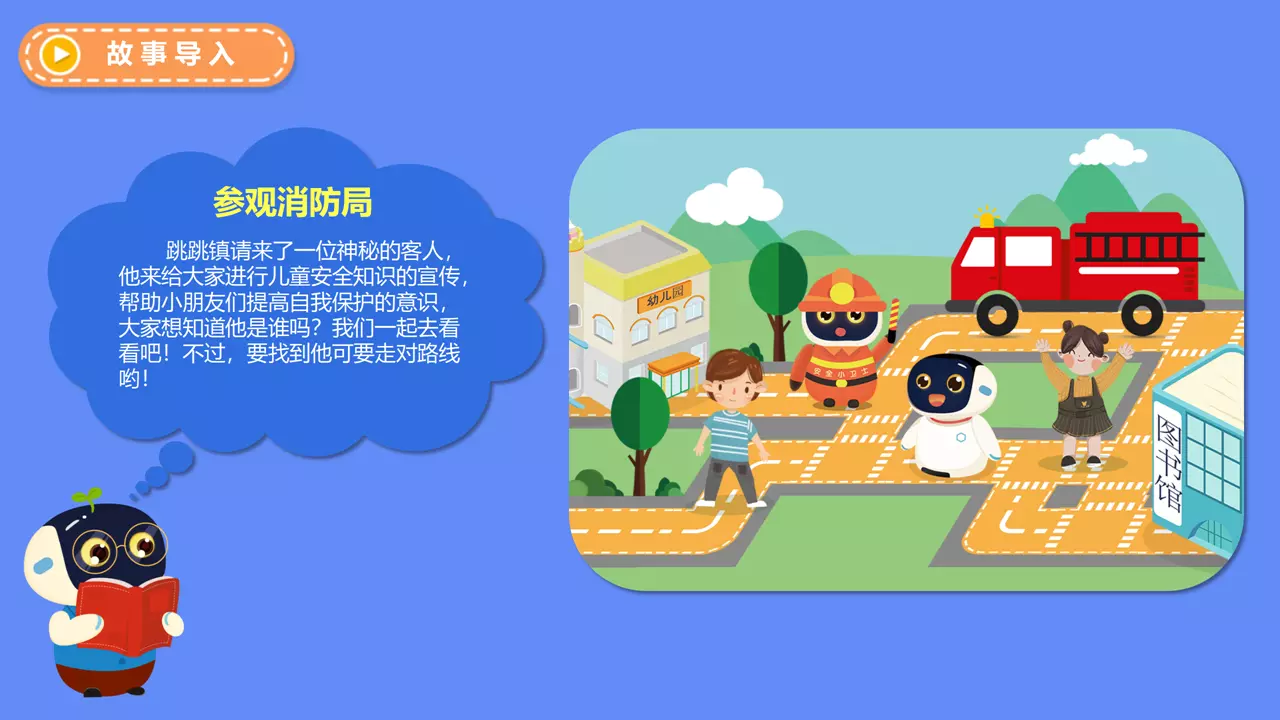 故事导入
参观消防局
跳跳镇请来了一位神秘的客人，
他来给大家进行儿童安全知识的宣传，
帮助小朋友们提高自我保护的意识，
大家想知道他是谁吗？我们一起去看
看吧！不过，要找到他可要走对路线
哟！
幼儿园
安全小卫士
图书馆